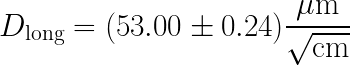 D_long = (53.00 ± 0.24) μm/√cm